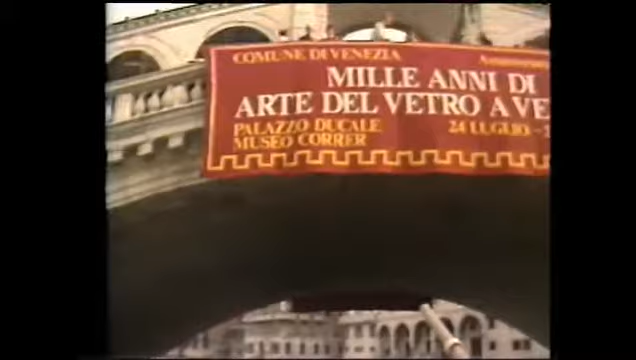 COMUNE DI VENEZIA
MILLE ANNI DI
ARTE DEL VETRO A VE
PALAZZO DUCALE 24 LUGLIO -
MUSEO CORRER